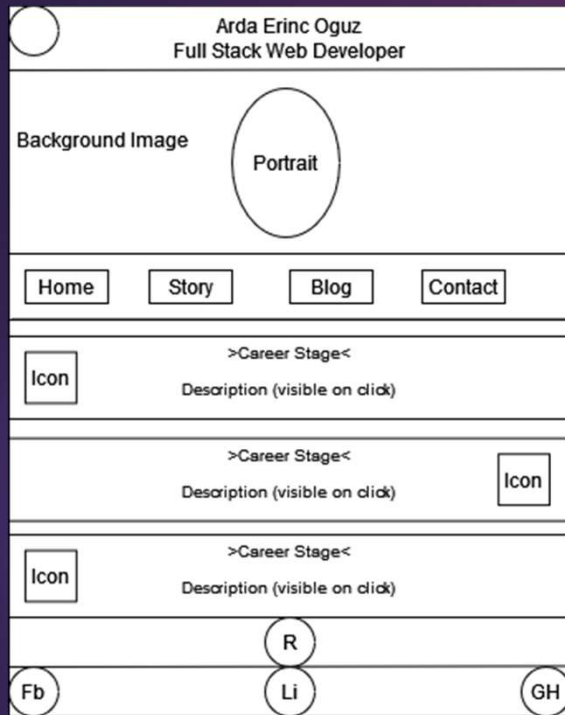 Arda Erinc Oguz
Full Stack Web Developer
Background Image
Portrait
Home Story Blog Contact
>Career Stage<
Icon
Description (visible on click)
>Career Stage<
Icon
Description (visible on click)
>Career Stage<
Icon
Description (visible on click)
R
Fb Li GH